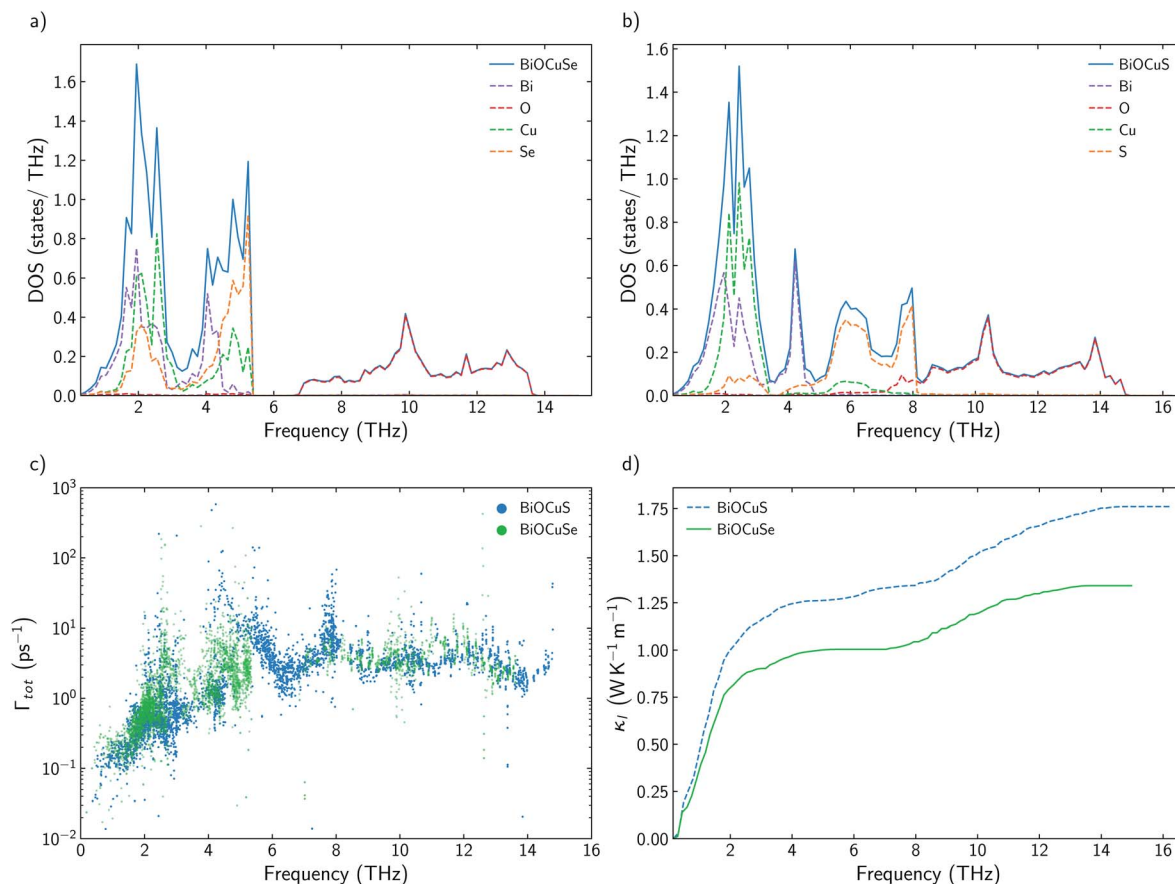 a)
DOS (states/ THz)
1.6
1.4
1.2
1.0
0.8
0.6
0.4
0.2
0.0
BiOCuSe
Bi
O
Cu
Se
2 4 6 8 10 12 14
Frequency (THz)
b)
DOS (states/ THz)
1.6
1.4
1.2
1.0
0.8
0.6
0.4
0.2
0.0
BiOCuS
Bi
O
Cu
S
2 4 6 8 10 12 14 16
Frequency (THz)
c)
Γtot (ps⁻¹)
10³
10²
10¹
10⁰
10⁻¹
10⁻²
BiOCuS
BiOCuSe
0 2 4 6 8 10 12 14 16
Frequency (THz)
d)
κl (W K⁻¹ m⁻¹)
1.75
1.50
1.25
1.00
0.75
0.50
0.25
0.00
BiOCuS
BiOCuSe
2 4 6 8 10 12 14 16
Frequency (THz)